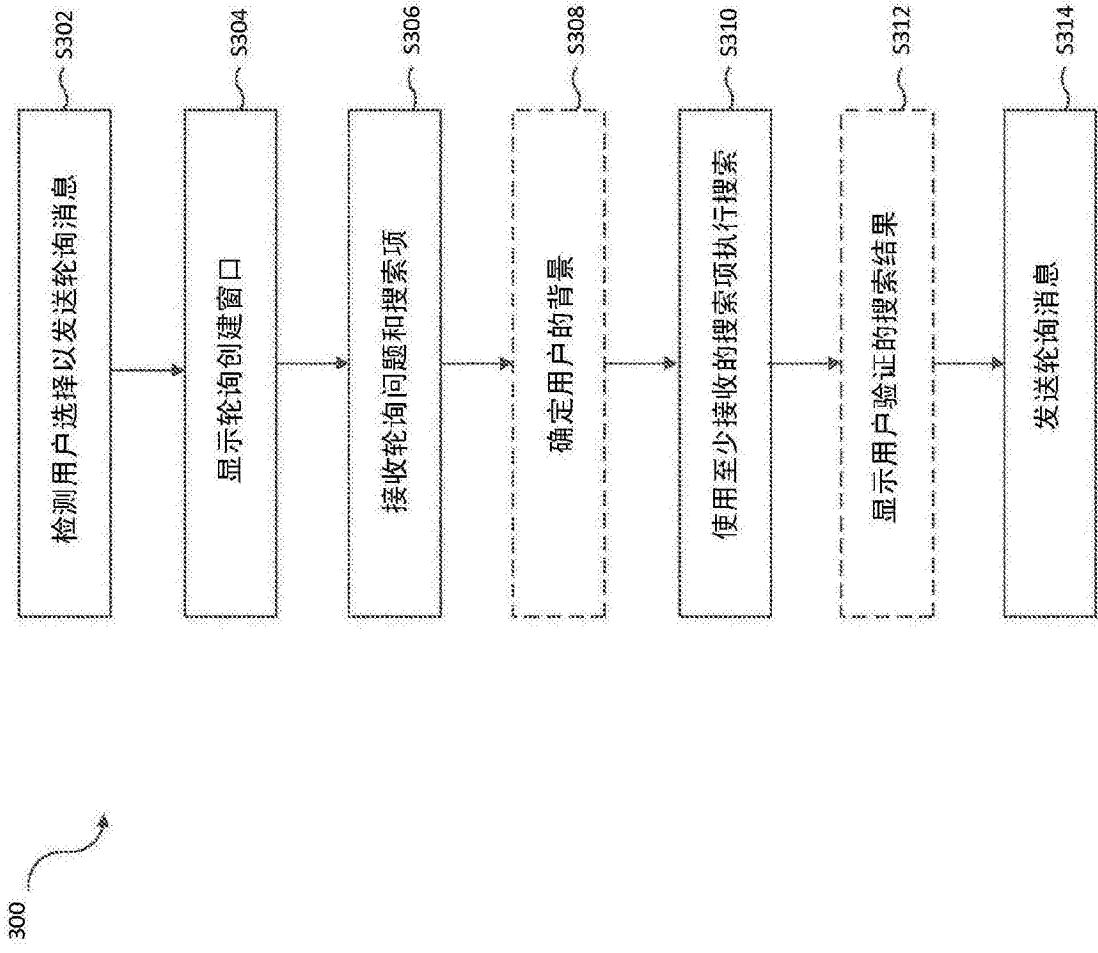 300
检测用户选择以发送轮询消息
S302
显示轮询创建窗口
S304
接收轮询问题和搜索项
S306
确定用户的背景
S308
使用至少接收的搜索项执行搜索
S310
显示用户验证的搜索结果
S312
发送轮询消息
S314